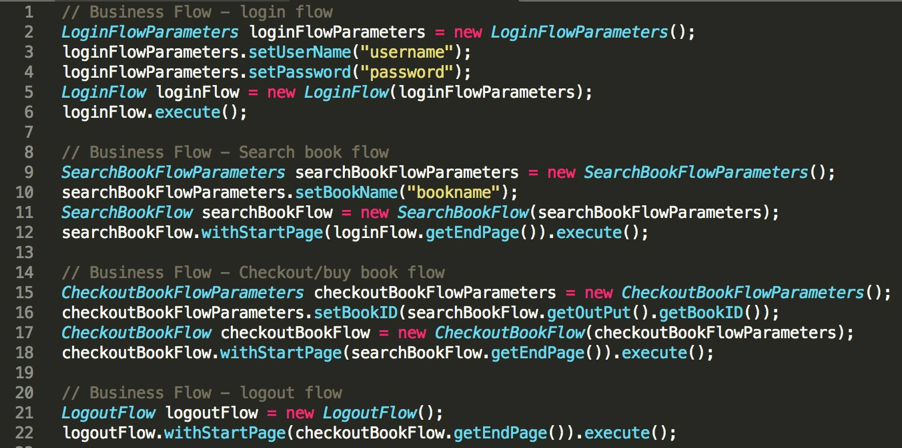 1 // Business Flow - login flow
2 LoginFlowParameters loginFlowParameters = new LoginFlowParameters();
3 loginFlowParameters.setUserName("username");
4 loginFlowParameters.setPassword("password");
5 LoginFlow loginFlow = new LoginFlow(loginFlowParameters);
6 loginFlow.execute();
7
8 // Business Flow - Search book flow
9 SearchBookFlowParameters searchBookFlowParameters = new SearchBookFlowParameters();
10 searchBookFlowParameters.setBookName("bookname");
11 SearchBookFlow searchBookFlow = new SearchBookFlow(searchBookFlowParameters);
12 searchBookFlow.withStartPage(loginFlow.getEndPage()).execute();
13
14 // Business Flow - Checkout/buy book flow
15 CheckoutBookFlowParameters checkoutBookFlowParameters = new CheckoutBookFlowParameters();
16 checkoutBookFlowParameters.setBookID(searchBookFlow.getOutPut().getBookID());
17 CheckoutBookFlow checkoutBookFlow = new CheckoutBookFlow(checkoutBookFlowParameters);
18 checkoutBookFlow.withStartPage(searchBookFlow.getEndPage()).execute();
19
20 // Business Flow - logout flow
21 LogoutFlow logoutFlow = new LogoutFlow();
22 logoutFlow.withStartPage(checkoutBookFlow.getEndPage()).execute();